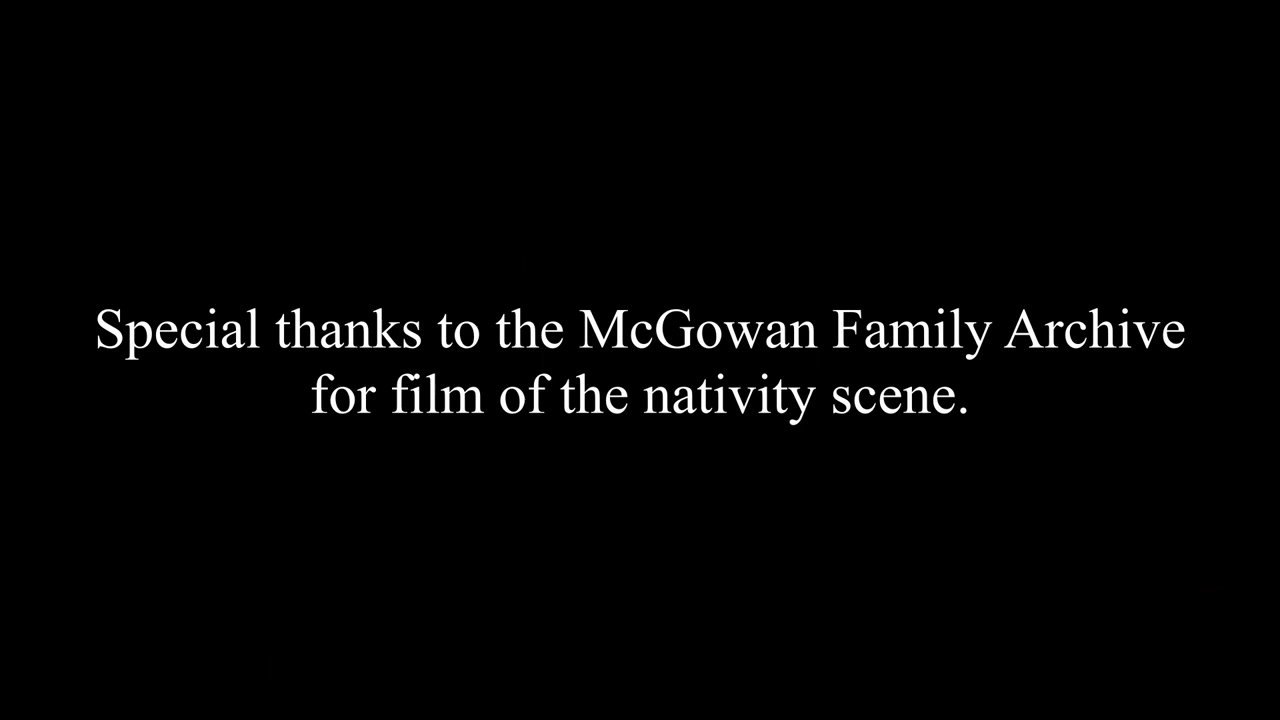 Special thanks to the McGowan Family Archive
for film of the nativity scene.